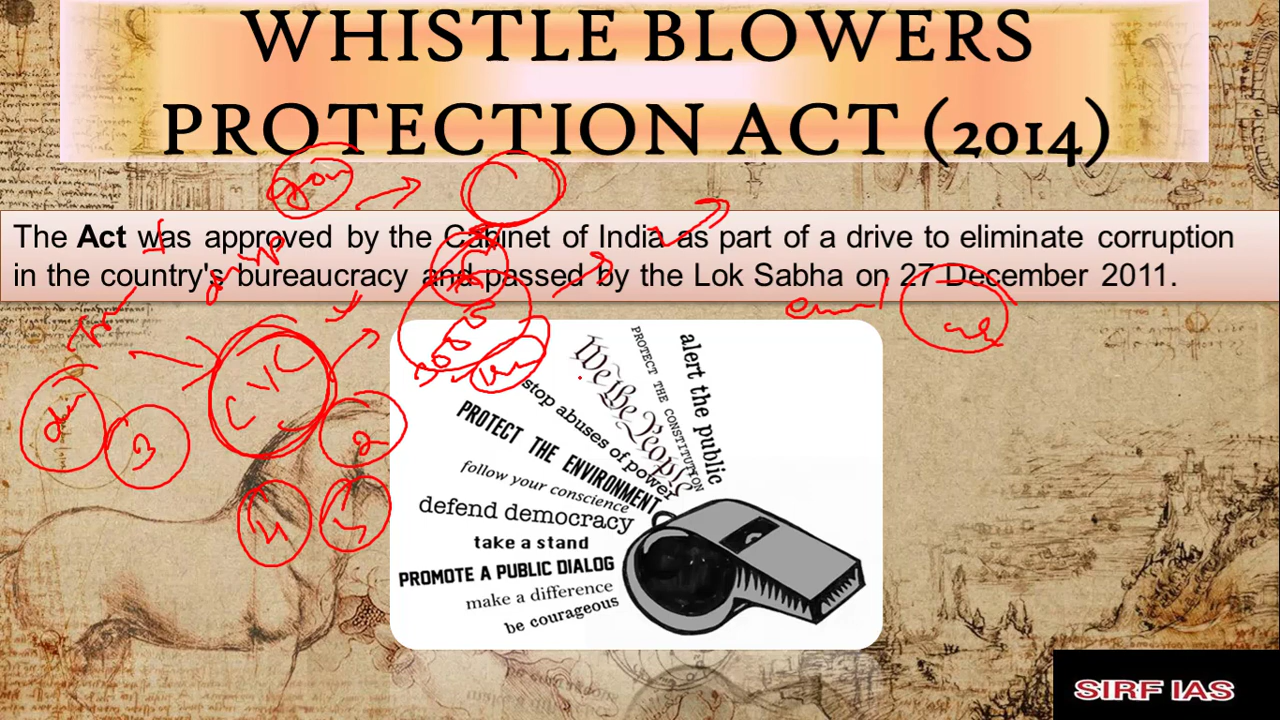 WHISTLE BLOWERS
PROTECTION ACT (2014)
The Act was approved by the Cabinet of India as part of a drive to eliminate corruption
in the country's bureaucracy and passed by the Lok Sabha on 27 December 2011.
CVC
alert the public
PROTECT THE CONSTITUTION
We the People
stop abuses of power
PROTECT THE ENVIRONMENT
follow your conscience
defend democracy
take a stand
PROMOTE A PUBLIC DIALOG
make a difference
be courageous
SIRF IAS